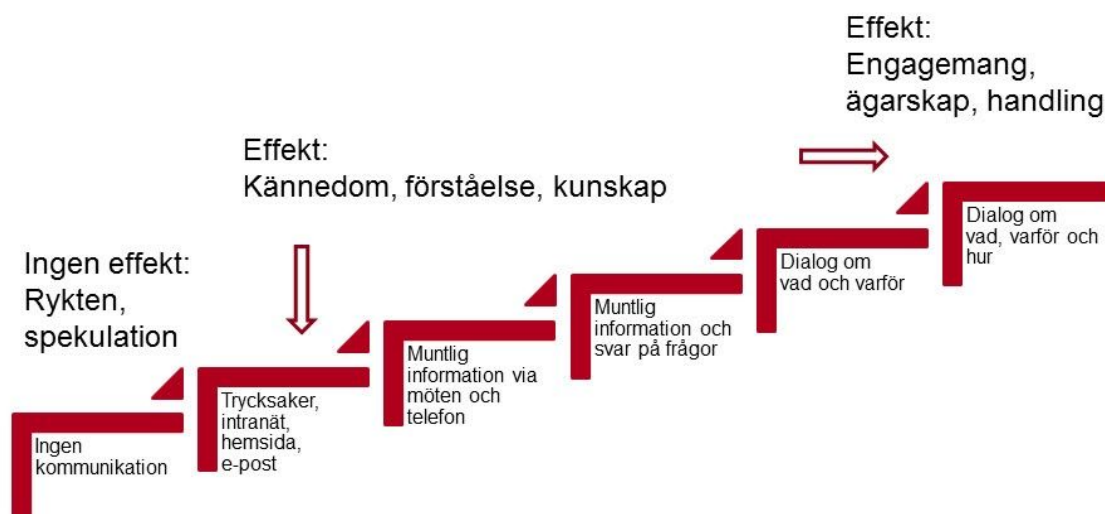 Effekt:
Engagemang,
ägarskap, handling
Effekt:
Kännedom, förståelse, kunskap
Ingen effekt:
Rykten,
spekulation
Ingen
kommunikation
Trycksaker,
intranät,
hemsida,
e-post
Muntlig
information via
möten och
telefon
Muntlig
information och
svar på frågor
Dialog om
vad och varför
Dialog om
vad, varför och
hur